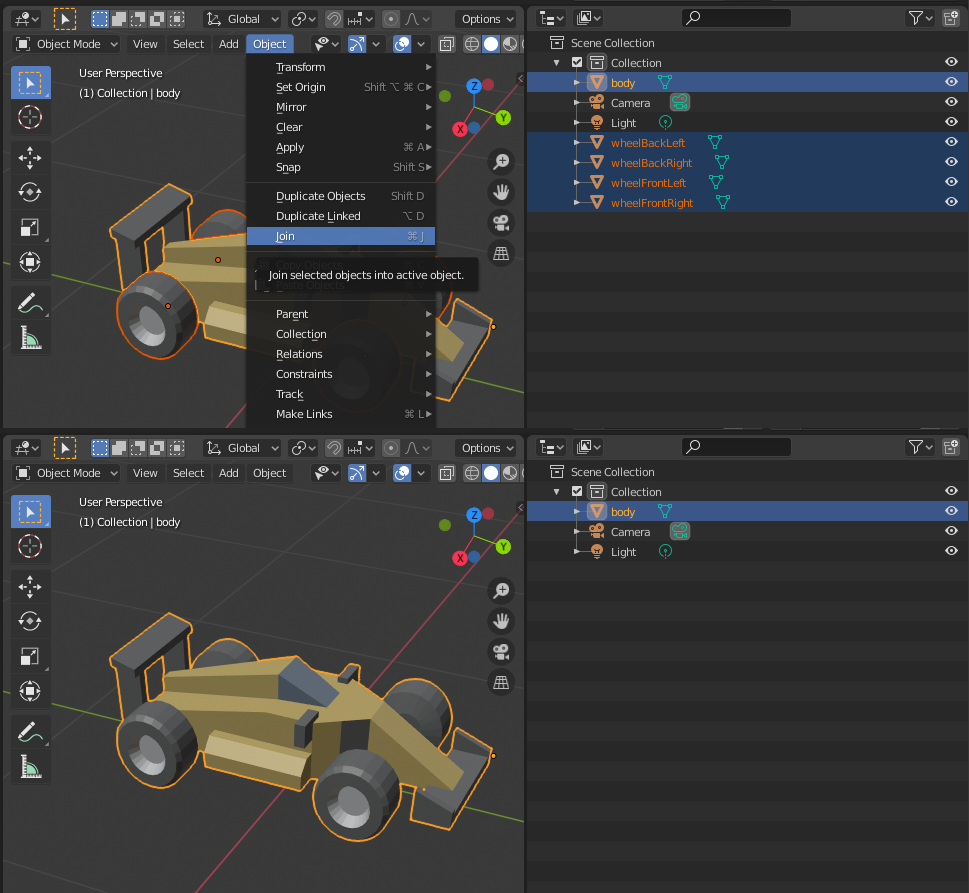 Global
Options
Object Mode
View
Select
Add
Object
User Perspective
(1) Collection | body
Z
Y
X
Transform
Set Origin Shift ⌥ ⌘ C
Mirror
Clear
Apply ⌘ A
Snap Shift S
Duplicate Objects Shift D
Duplicate Linked ⌥ D
Join ⌘ J
Join selected objects into active object.
Parent
Collection
Relations
Constraints
Track
Make Links ⌘ L
Scene Collection
Collection
body
Camera
Light
wheelBackLeft
wheelBackRight
wheelFrontLeft
wheelFrontRight
Global
Options
Object Mode
View
Select
Add
Object
User Perspective
(1) Collection | body
Z
Y
X
Scene Collection
Collection
body
Camera
Light